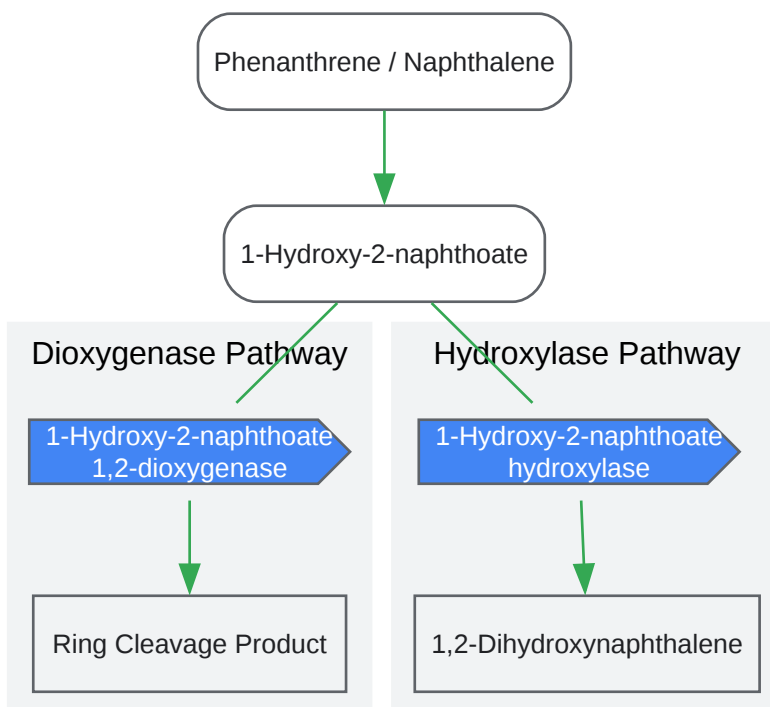 Phenanthrene / Naphthalene
1-Hydroxy-2-naphthoate
Dioxygenase Pathway
1-Hydroxy-2-naphthoate
1,2-dioxygenase
Ring Cleavage Product
Hydroxylase Pathway
1-Hydroxy-2-naphthoate
hydroxylase
1,2-Dihydroxynaphthalene